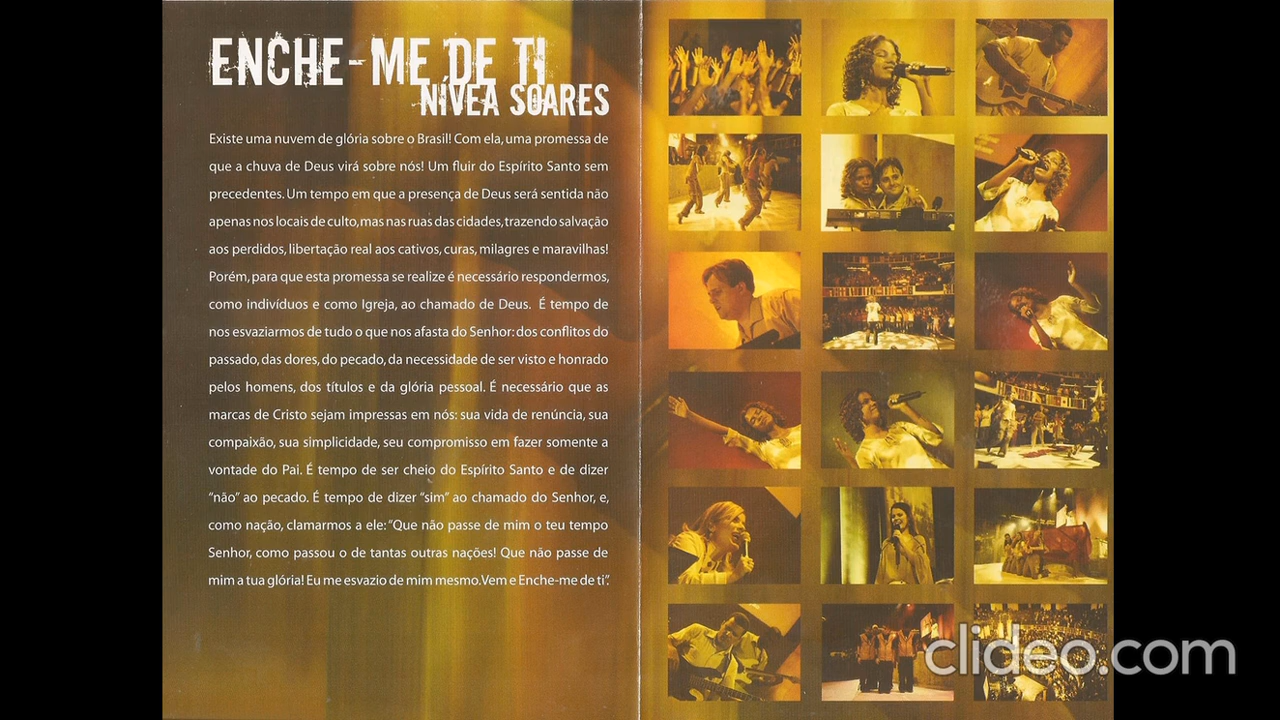 ENCHE-ME DE TI
NÍVEA SOARES
Existe uma nuvem de glória sobre o Brasil! Com ela, uma promessa de
que a chuva de Deus virá sobre nós! Um fluir do Espírito Santo sem
precedentes. Um tempo em que a presença de Deus será sentida não
apenas nos locais de culto, mas nas ruas das cidades, trazendo salvação
aos perdidos, libertação real aos cativos, curas, milagres e maravilhas!
Porém, para que esta promessa se realize é necessário respondermos,
como indivíduos e como Igreja, ao chamado de Deus. É tempo de
nos esvaziarmos de tudo o que nos afasta do Senhor: dos conflitos do
passado, das dores, do pecado, da necessidade de ser visto e honrado
pelos homens, dos títulos e da glória pessoal. É necessário que as
marcas de Cristo sejam impressas em nós: sua vida de renúncia, sua
compaixão, sua simplicidade, seu compromisso em fazer somente a
vontade do Pai. É tempo de ser cheio do Espírito Santo e de dizer
"não" ao pecado. É tempo de dizer "sim" ao chamado do Senhor, e,
como nação, clamarmos a ele: "Que não passe de mim o teu tempo
Senhor, como passou o de tantas outras nações! Que não passe de
mim a tua glória! Eu me esvazio de mim mesmo. Vem e Enche-me de ti".
clideo.com